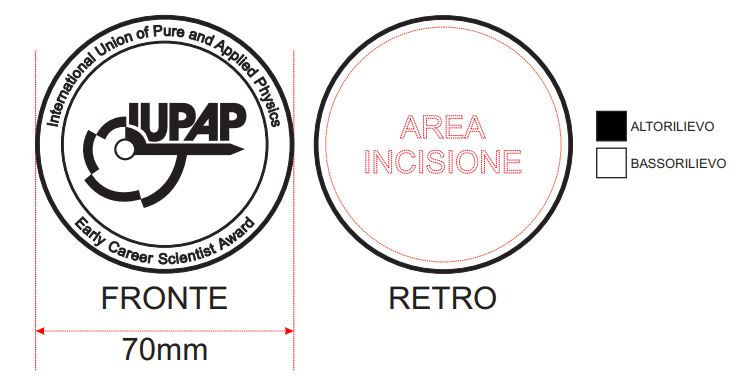 International Union of Pure and Applied Physics
IUPAP
Early Career Scientist Award
FRONTE
70mm
AREA
INCISIONE
RETRO
ALTORILIEVO
BASSORILIEVO